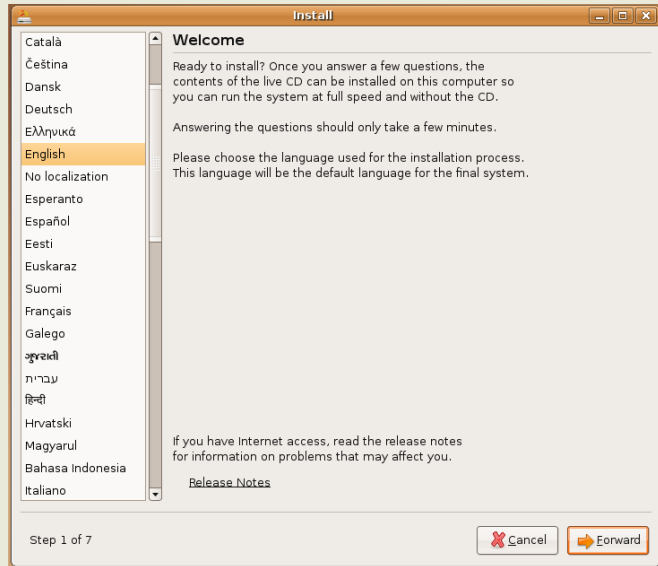 Install
Català
Čeština
Dansk
Deutsch
Ελληνικά
English
No localization
Esperanto
Español
Eesti
Euskaraz
Suomi
Français
Galego
ગુજરાતી
עברית
हिन्दी
Hrvatski
Magyarul
Bahasa Indonesia
Italiano
Welcome
Ready to install? Once you answer a few questions, the
contents of the live CD can be installed on this computer so
you can run the system at full speed and without the CD.
Answering the questions should only take a few minutes.
Please choose the language used for the installation process.
This language will be the default language for the final system.
If you have Internet access, read the release notes
for information on problems that may affect you.
Release Notes
Step 1 of 7
Cancel
Forward